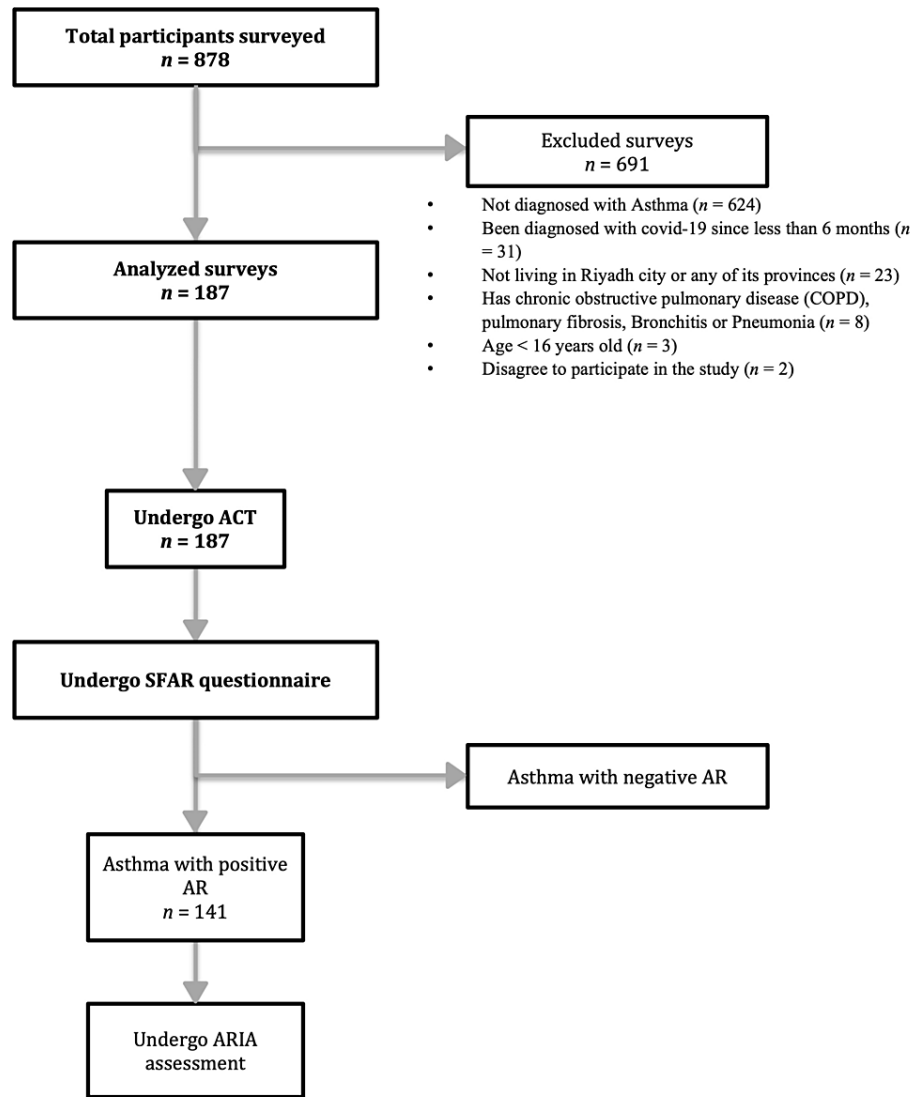 Total participants surveyed
n = 878
Excluded surveys
n = 691
• Not diagnosed with Asthma (n = 624)
• Been diagnosed with covid-19 since less than 6 months (n
= 31)
• Not living in Riyadh city or any of its provinces (n = 23)
• Has chronic obstructive pulmonary disease (COPD),
pulmonary fibrosis, Bronchitis or Pneumonia (n = 8)
• Age < 16 years old (n = 3)
• Disagree to participate in the study (n = 2)
Analyzed surveys
n = 187
Undergo ACT
n = 187
Undergo SFAR questionnaire
Asthma with negative AR
Asthma with positive
AR
n = 141
Undergo ARIA
assessment